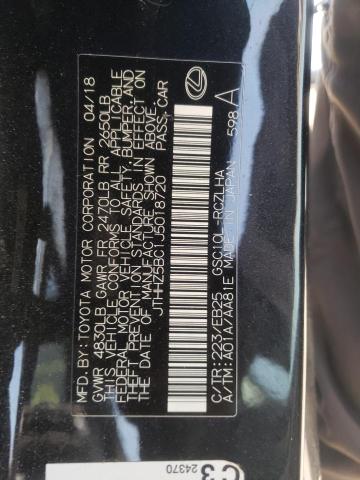 MFD.BY:TOYOTA MOTOR CORPORATION 04/18
GVWR 4830LB GAWR FR 2470LB RR 2650LB
THIS VEHICLE CONFORMS TO ALL APPLICABLE
FEDERAL MOTOR VEHICLE SAFETY, BUMPER, AND
THEFT PREVENTION STANDARDS IN EFFECT ON
THE DATE OF MANUFACTURE SHOWN ABOVE.
JTHHZ5BC1J5018720 PASS.CAR
C/TR:223/EB25 GSC10L-RCZLHA
A/TM:A01A/AA81E MADE IN JAPAN 598 A
C3
24370